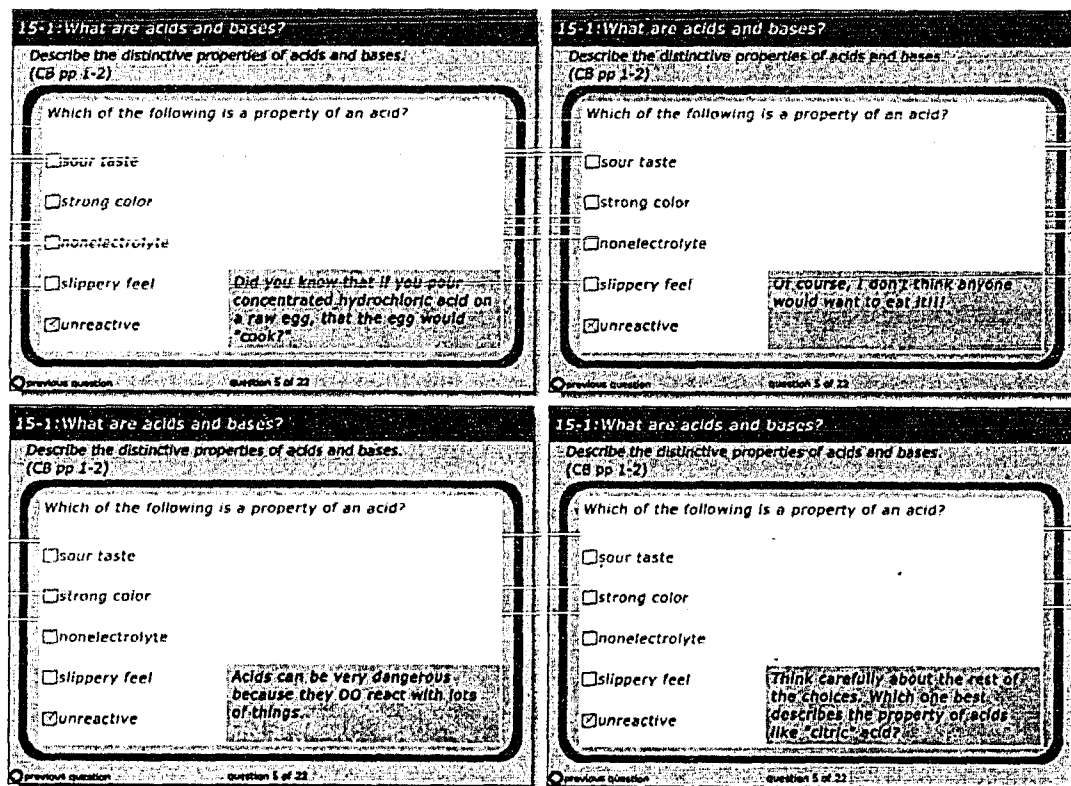 15-1:What are acids and bases?
Describe the distinctive properties of acids and bases.
(CB pp 1-2)
Which of the following is a property of an acid?
sour taste
strong color
nonelectrolyte
slippery feel
unreactive
Did you know that if you pour
concentrated hydrochloric acid on
a raw egg, that the egg would
"cook?"
previous question
question 5 of 22
15-1:What are acids and bases?
Describe the distinctive properties of acids and bases.
(CB pp 1-2)
Which of the following is a property of an acid?
sour taste
strong color
nonelectrolyte
slippery feel
unreactive
Of course, I don't think anyone
would want to eat it!!!
previous question
question 5 of 22
15-1:What are acids and bases?
Describe the distinctive properties of acids and bases.
(CB pp 1-2)
Which of the following is a property of an acid?
sour taste
strong color
nonelectrolyte
slippery feel
unreactive
Acids can be very dangerous
because they DO react with lots
of things..
previous question
question 5 of 22
15-1:What are acids and bases?
Describe the distinctive properties of acids and bases.
(CB pp 1-2)
Which of the following is a property of an acid?
sour taste
strong color
nonelectrolyte
slippery feel
unreactive
Think carefully about the rest of
the choices. Which one best
describes the property of acids
like "citric" acid?
previous question
question 5 of 22